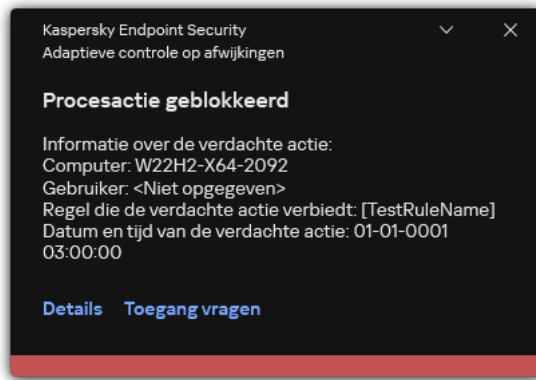 Kaspersky Endpoint Security
Adaptieve controle op afwijkingen
Procesactie geblokkeerd
Informatie over de verdachte actie:
Computer: W22H2-X64-2092
Gebruiker: <Niet opgegeven>
Regel die de verdachte actie verbiedt: [TestRuleName]
Datum en tijd van de verdachte actie: 01-01-0001
03:00:00
Details Toegang vragen